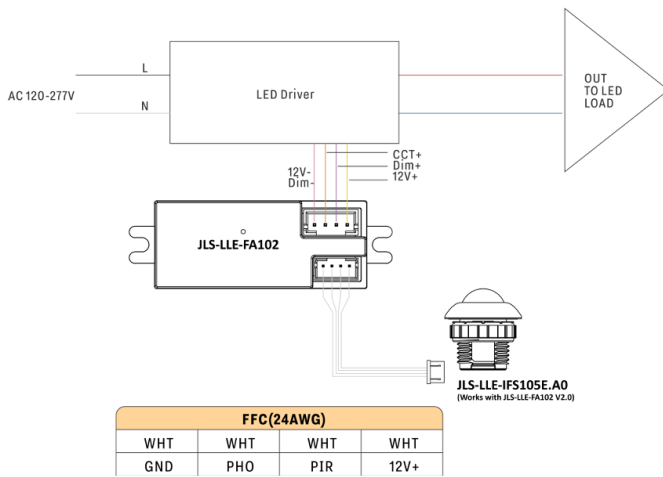 L
AC 120-277V
N
LED Driver
OUT
TO LED
LOAD
CCT+
Dim+
12V+
12V-
Dim-
JLS-LLE-FA102
JLS-LLE-IFS105E.A0
(Works with JLS-LLE-FA102 V2.0)
FFC(24AWG)
WHT WHT WHT WHT
GND PHO PIR 12V+